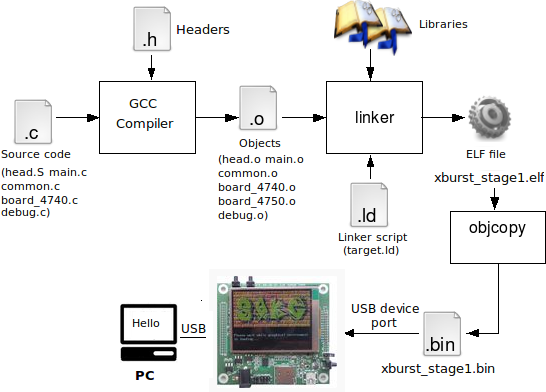 .h
Headers
Libraries
GCC
Compiler
linker
.c
.o
Source code
(head.S main.c
common.c
board_4740.c
debug.c)
Objects
(head.o main.o
common.o
board_4740.o
board_4750.o
debug.o)
ELF file
xburst_stage1.elf
.ld
Linker script
(target.ld)
objcopy
Hello
USB
PC
USB device
port
.bin
xburst_stage1.bin